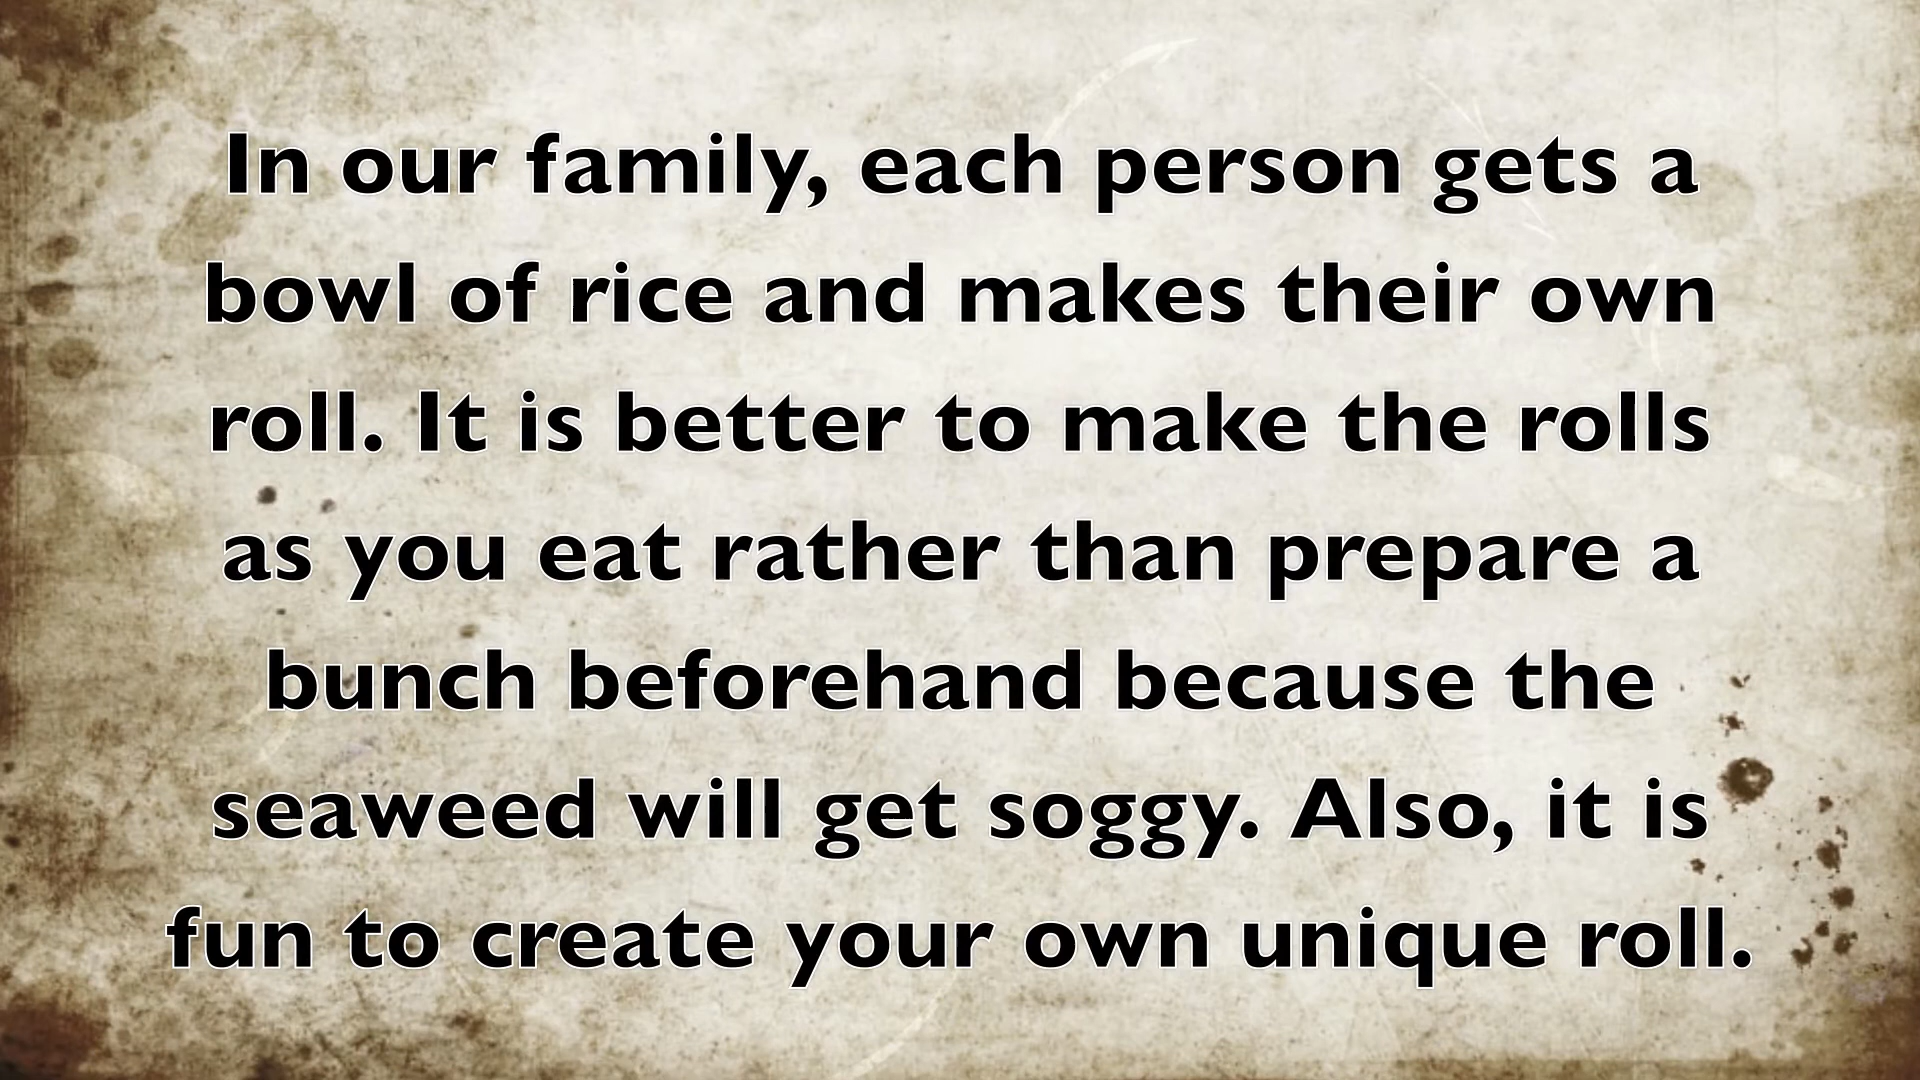 In our family, each person gets a
bowl of rice and makes their own
roll. It is better to make the rolls
as you eat rather than prepare a
bunch beforehand because the
seaweed will get soggy. Also, it is
fun to create your own unique roll.